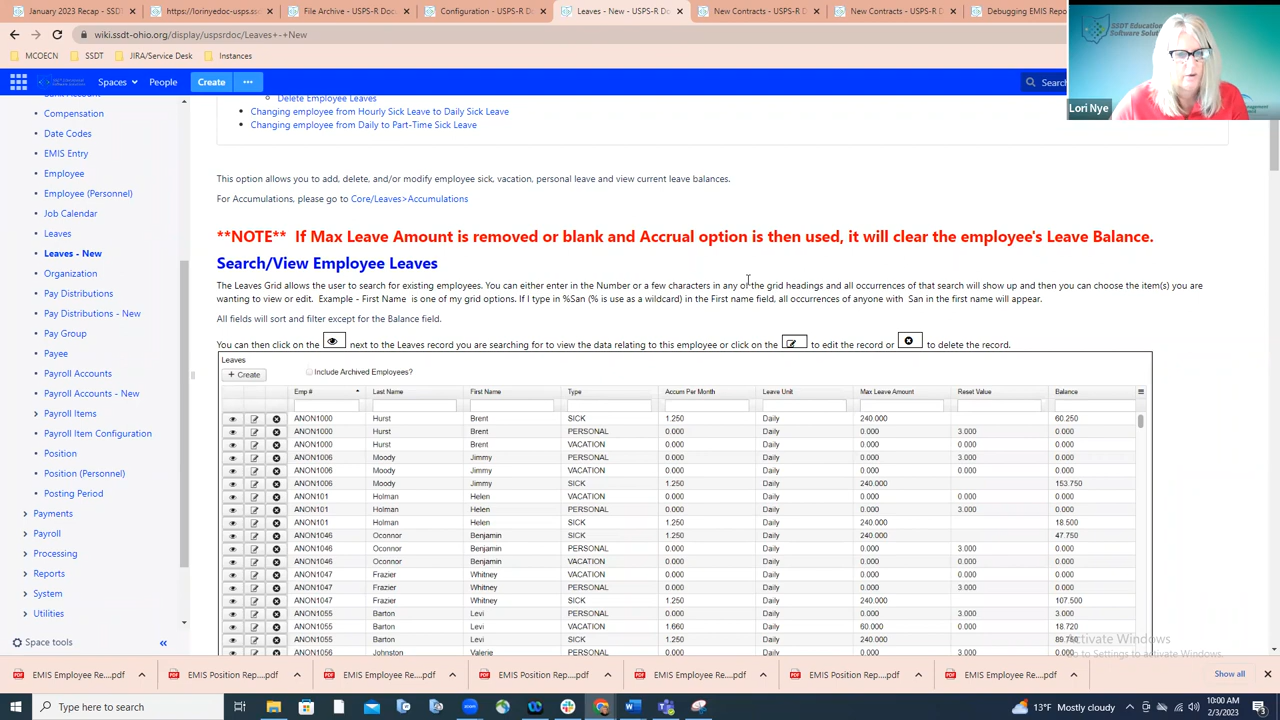 File Archive - USPS-R Doc
https://lorinyedoc-usps
File Archive - USPS-R Doc
Configuration - USPS-R D
Leaves - New - USPS-R D
New Contracts - USPS-R D
New Contracts - USPS-R D
Debugging EMIS Repo
wiki.ssdt-ohio.org/display/uspsrdoc/Leaves+-+New
MCOECN SSDT JIRA/Service Desk Instances
Spaces People Create ••• Search
SSDT Education
Software Solut
Lori Nye
Compensation
Date Codes
EMIS Entry
Employee
Employee (Personnel)
Job Calendar
Leaves
Leaves - New
Organization
Pay Distributions
Pay Distributions - New
Pay Group
Payee
Payroll Accounts
Payroll Accounts - New
Payroll Items
Payroll Item Configuration
Position
Position (Personnel)
Posting Period
Payments
Payroll
Processing
Reports
System
Utilities
Space tools
Delete Employee Leaves
Changing employee from Hourly Sick Leave to Daily Sick Leave
Changing employee from Daily to Part-Time Sick Leave
This option allows you to add, delete, and/or modify employee sick, vacation, personal leave and view current leave balances.
For Accumulations, please go to Core/Leaves>Accumulations
**NOTE** If Max Leave Amount is removed or blank and Accrual option is then used, it will clear the employee's Leave Balance.
Search/View Employee Leaves
The Leaves Grid allows the user to search for existing employees. You can either enter in the Number or a few characters in any of the grid headings and all occurrences of that search will show up and then you can choose the item(s) you are
wanting to view or edit. Example - First Name is one of my grid options. If I type in %San (% is use as a wildcard) in the First name field, all occurrences of anyone with San in the first name will appear.
All fields will sort and filter except for the Balance field.
You can then click on the next to the Leaves record you are searching for to view the data relating to this employee or click on the to edit the record or to delete the record.
Leaves
+ Create Include Archived Employees?
Emp # Last Name First Name Type Accum Per Month Leave Unit Max Leave Amount Reset Value Balance
ANON1000 Hurst Brent SICK 1.250 Daily 240.000 60.250
ANON1000 Hurst Brent PERSONAL 0.000 Daily 0.000 3.000 0.000
ANON1000 Hurst Brent VACATION 0.000 Daily 0.000 0.000 0.000
ANON1006 Moody Jimmy PERSONAL 0.000 Daily 0.000 3.000 0.000
ANON1006 Moody Jimmy VACATION 0.000 Daily 0.000 0.000 0.000
ANON1006 Moody Jimmy SICK 1.250 Daily 240.000 153.750
ANON101 Holman Helen VACATION 0.000 Daily 0.000 0.000 0.000
ANON101 Holman Helen PERSONAL 0.000 Daily 0.000 3.000 0.000
ANON101 Holman Helen SICK 1.250 Daily 240.000 18.500
ANON1046 Oconnor Benjamin SICK 1.250 Daily 240.000 47.750
ANON1046 Oconnor Benjamin PERSONAL 0.000 Daily 0.000 3.000 0.000
ANON1046 Oconnor Benjamin VACATION 0.000 Daily 0.000 0.000 0.000
ANON1047 Frazier Whitney VACATION 0.000 Daily 0.000 0.000 0.000
ANON1047 Frazier Whitney PERSONAL 0.000 Daily 0.000 3.000 0.000
ANON1047 Frazier Whitney SICK 1.250 Daily 240.000 107.500
ANON1055 Barton Levi PERSONAL 0.000 Daily 0.000 3.000 3.000
ANON1055 Barton Levi VACATION 1.660 Daily 60.000 0.000 18.720
ANON1055 Barton Levi SICK 1.250 Daily 240.000 89.750
ANON1056 Johnston Valerie PERSONAL 0.000 Daily 0.000 3.000 0.000
Activate Windows
Go to Settings to activate Windows.
EMIS Employee Re....pdf
EMIS Position Rep....pdf
EMIS Employee Re....pdf
EMIS Position Rep....pdf
EMIS Employee Re....pdf
EMIS Position Rep....pdf
EMIS Employee Re....pdf
Show all
Type here to search
13°F Mostly cloudy
10:00 AM
2/3/2023